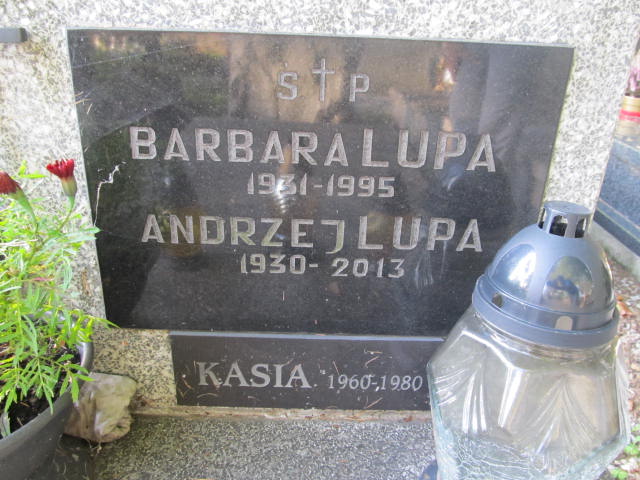 S † P
BARBARA LUPA
1931-1995
ANDRZEJ LUPA
1930-2013
KASIA 1960-1980